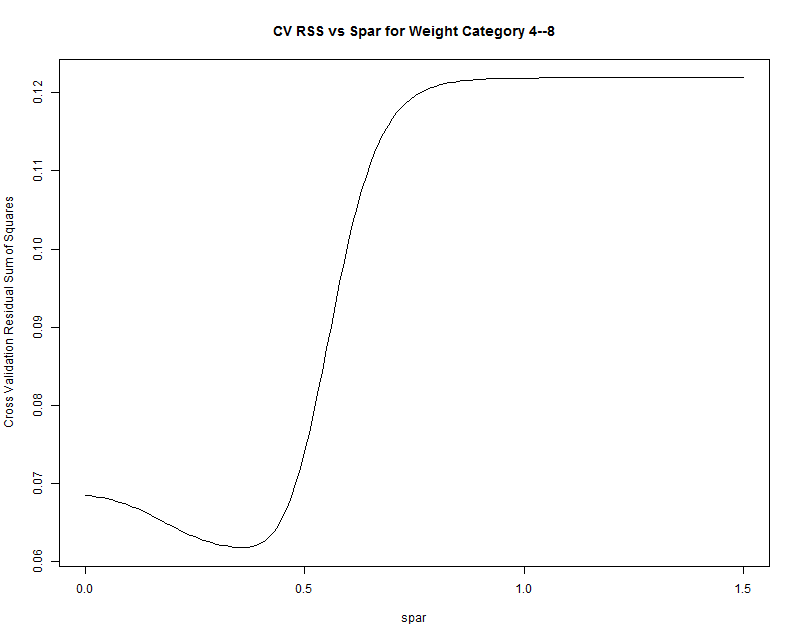 CV RSS vs Spar for Weight Category 4--8
Cross Validation Residual Sum of Squares
0.12
0.11
0.10
0.09
0.08
0.07
0.06
0.0 0.5 1.0 1.5
spar